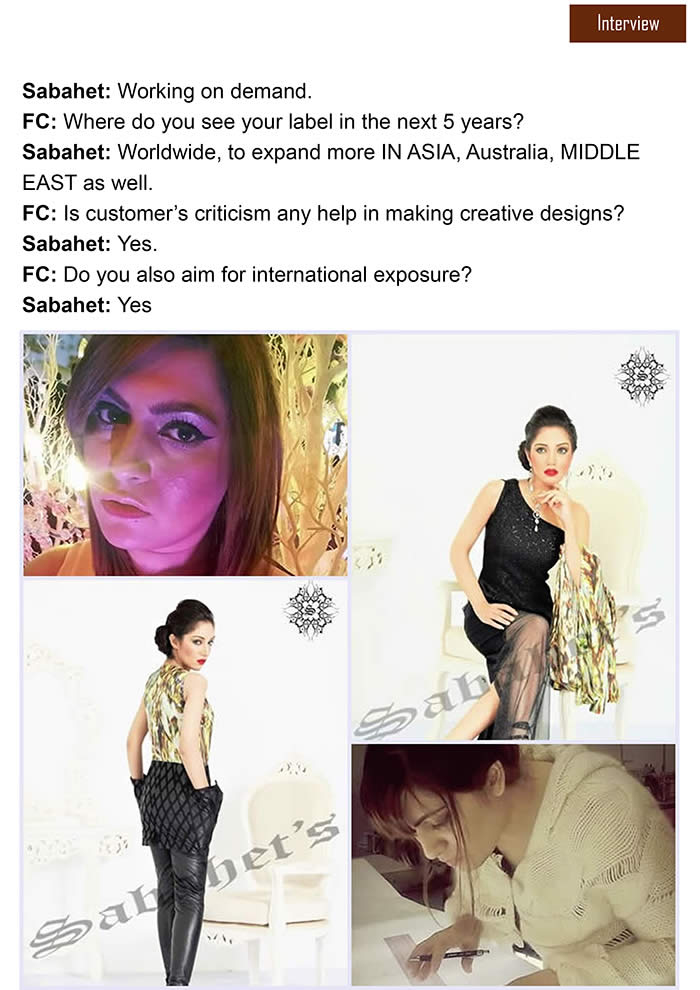 Interview
Sabahet: Working on demand.
FC: Where do you see your label in the next 5 years?
Sabahet: Worldwide, to expand more IN ASIA, Australia, MIDDLE
EAST as well.
FC: Is customer’s criticism any help in making creative designs?
Sabahet: Yes.
FC: Do you also aim for international exposure?
Sabahet: Yes
S
Sabahet's
S
Sabahet's